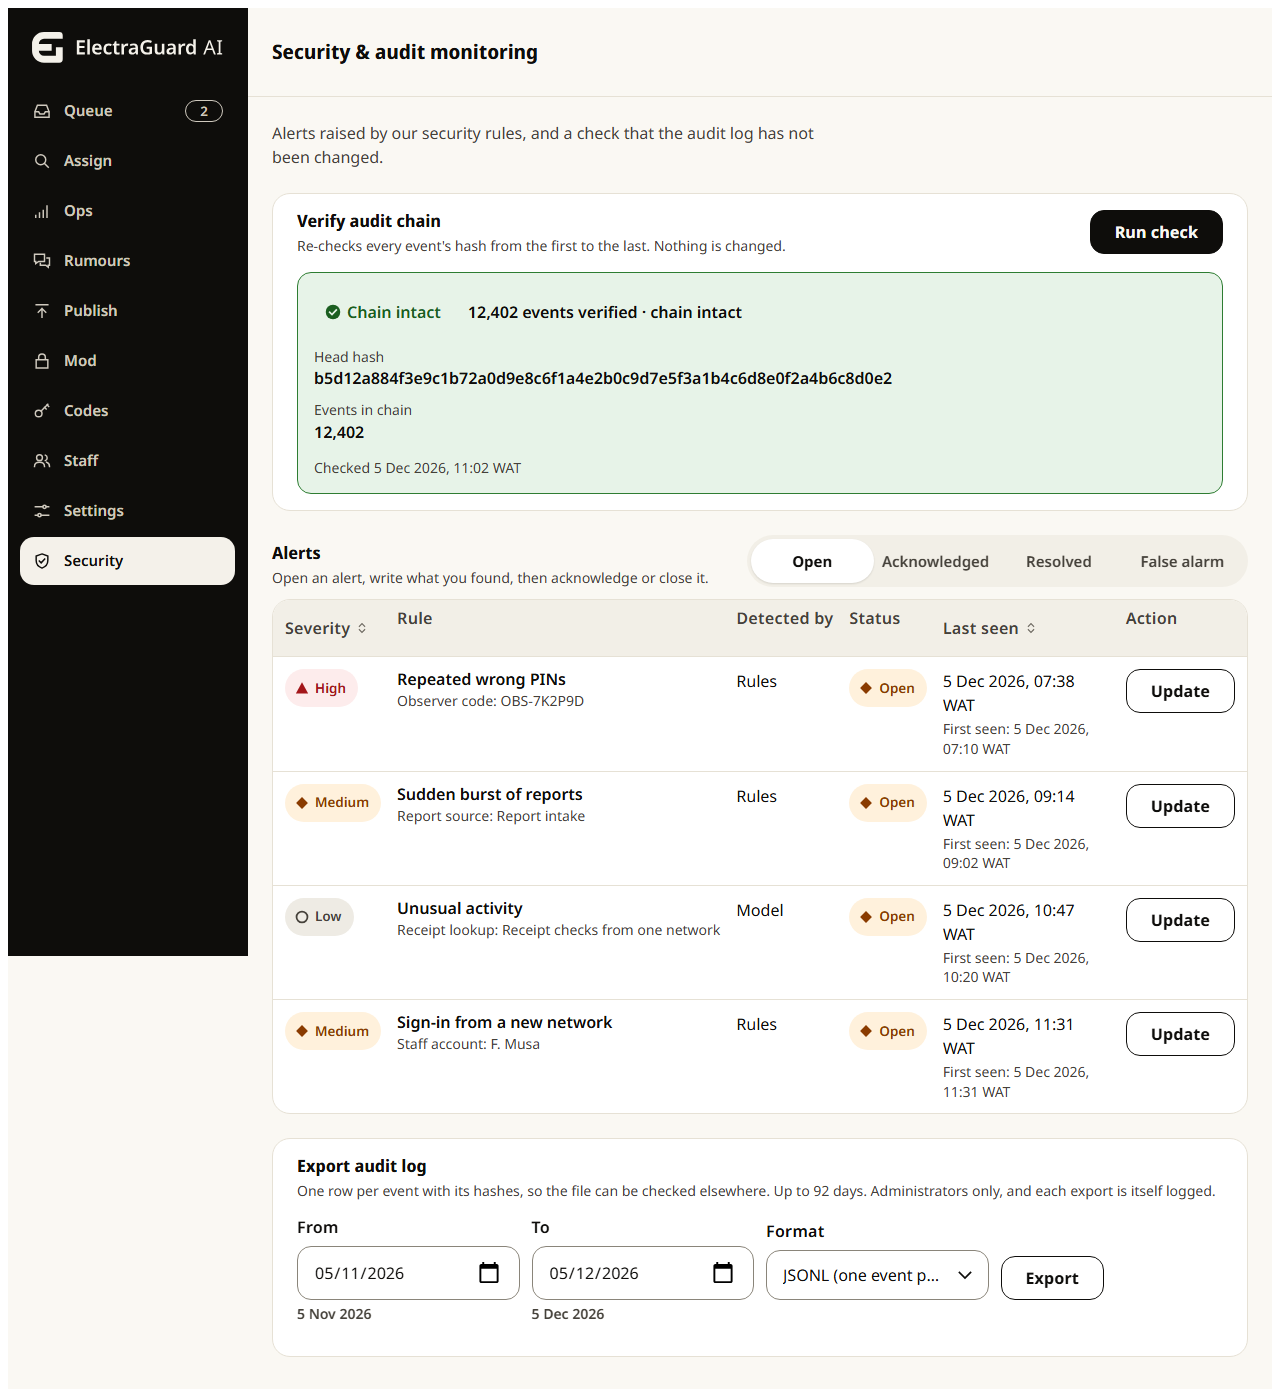 ElectraGuard AI
Queue 2
Assign
Ops
Rumours
Publish
Mod
Codes
Staff
Settings
Security
Security & audit monitoring
Alerts raised by our security rules, and a check that the audit log has not
been changed.
Verify audit chain
Re-checks every event's hash from the first to the last. Nothing is changed.
Run check
Chain intact 12,402 events verified · chain intact
Head hash
b5d12a884f3e9c1b72a0d9e8c6f1a4e2b0c9d7e5f3a1b4c6d8e0f2a4b6c8d0e2
Events in chain
12,402
Checked 5 Dec 2026, 11:02 WAT
Alerts
Open an alert, write what you found, then acknowledge or close it.
Open Acknowledged Resolved False alarm
Severity Rule Detected by Status Last seen Action
High Repeated wrong PINs Rules Open 5 Dec 2026, 07:38 Update
Observer code: OBS-7K2P9D WAT
First seen: 5 Dec 2026,
07:10 WAT
Medium Sudden burst of reports Rules Open 5 Dec 2026, 09:14 Update
Report source: Report intake WAT
First seen: 5 Dec 2026,
09:02 WAT
Low Unusual activity Model Open 5 Dec 2026, 10:47 Update
Receipt lookup: Receipt checks from one network WAT
First seen: 5 Dec 2026,
10:20 WAT
Medium Sign-in from a new network Rules Open 5 Dec 2026, 11:31 Update
Staff account: F. Musa WAT
First seen: 5 Dec 2026,
11:31 WAT
Export audit log
One row per event with its hashes, so the file can be checked elsewhere. Up to 92 days. Administrators only, and each export is itself logged.
From To Format
05/11/2026 05/12/2026 JSONL (one event p... Export
5 Nov 2026 5 Dec 2026